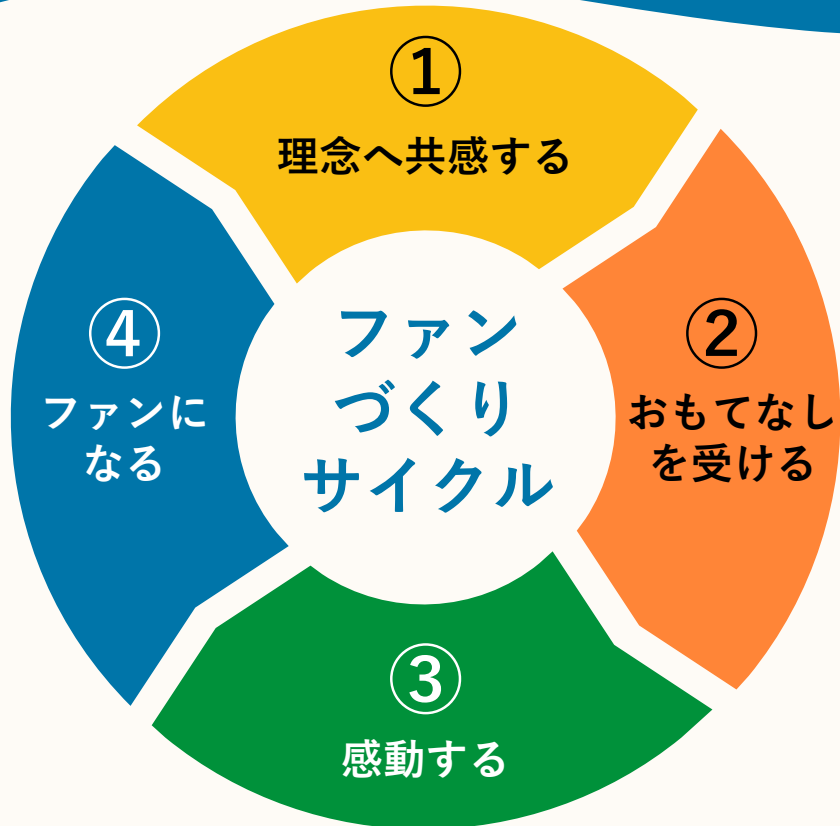 ①
理念へ共感する
②
おもてなし
を受ける
③
感動する
④
ファンに
なる
ファン
づくり
サイクル